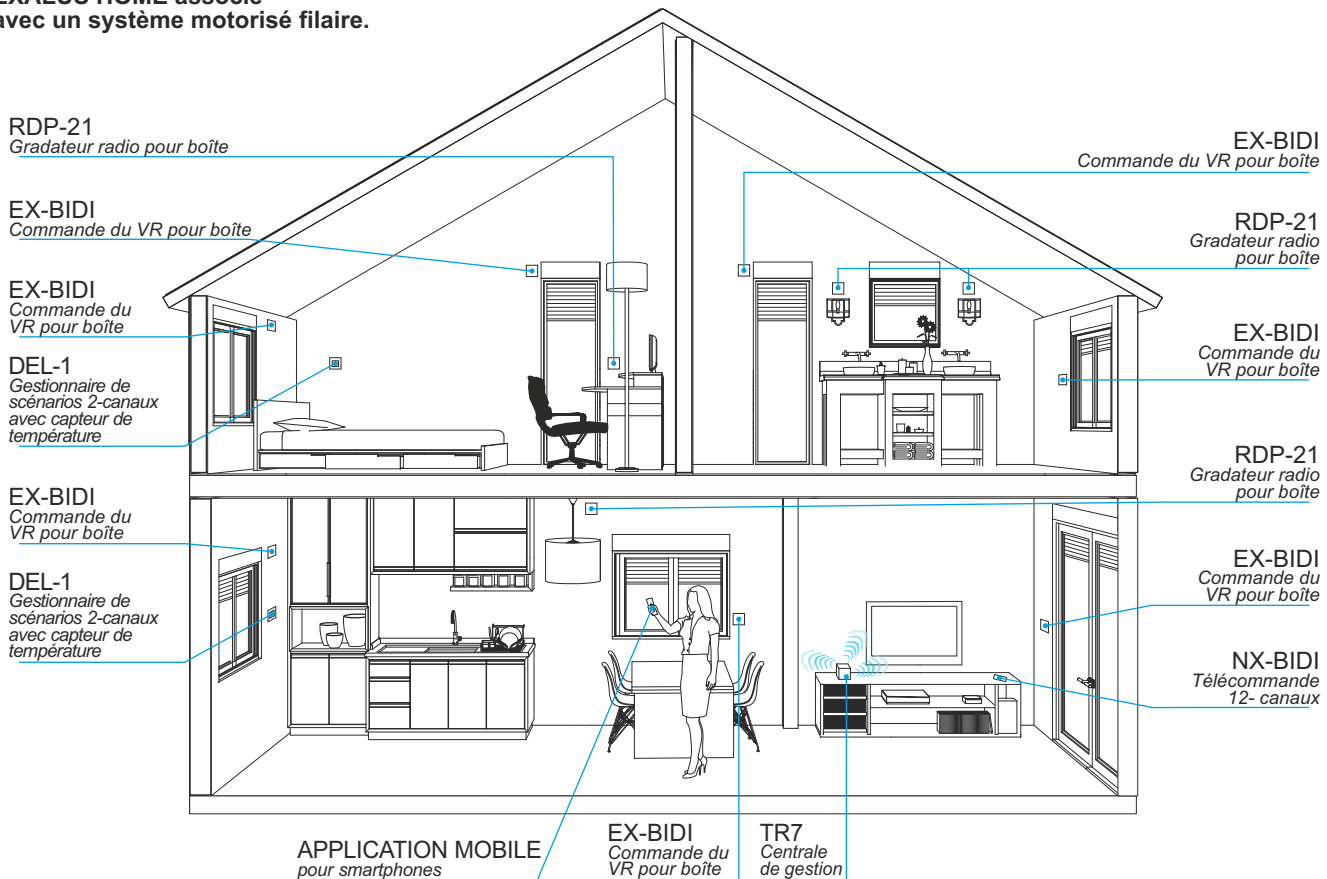 EXALUS HOME associé
avec un système motorisé filaire.
RDP-21
Gradateur radio pour boîte
EX-BIDI
Commande du VR pour boîte
EX-BIDI
Commande du
VR pour boîte
DEL-1
Gestionnaire de
scénarios 2-canaux
avec capteur de
température
EX-BIDI
Commande du
VR pour boîte
DEL-1
Gestionnaire de
scénarios 2-canaux
avec capteur de
température
EX-BIDI
Commande du VR pour boîte
RDP-21
Gradateur radio
pour boîte
EX-BIDI
Commande du
VR pour boîte
RDP-21
Gradateur radio
pour boîte
EX-BIDI
Commande du
VR pour boîte
NX-BIDI
Télécommande
12- canaux
APPLICATION MOBILE
pour smartphones
EX-BIDI
Commande du
VR pour boîte
TR7
Centrale
de gestion